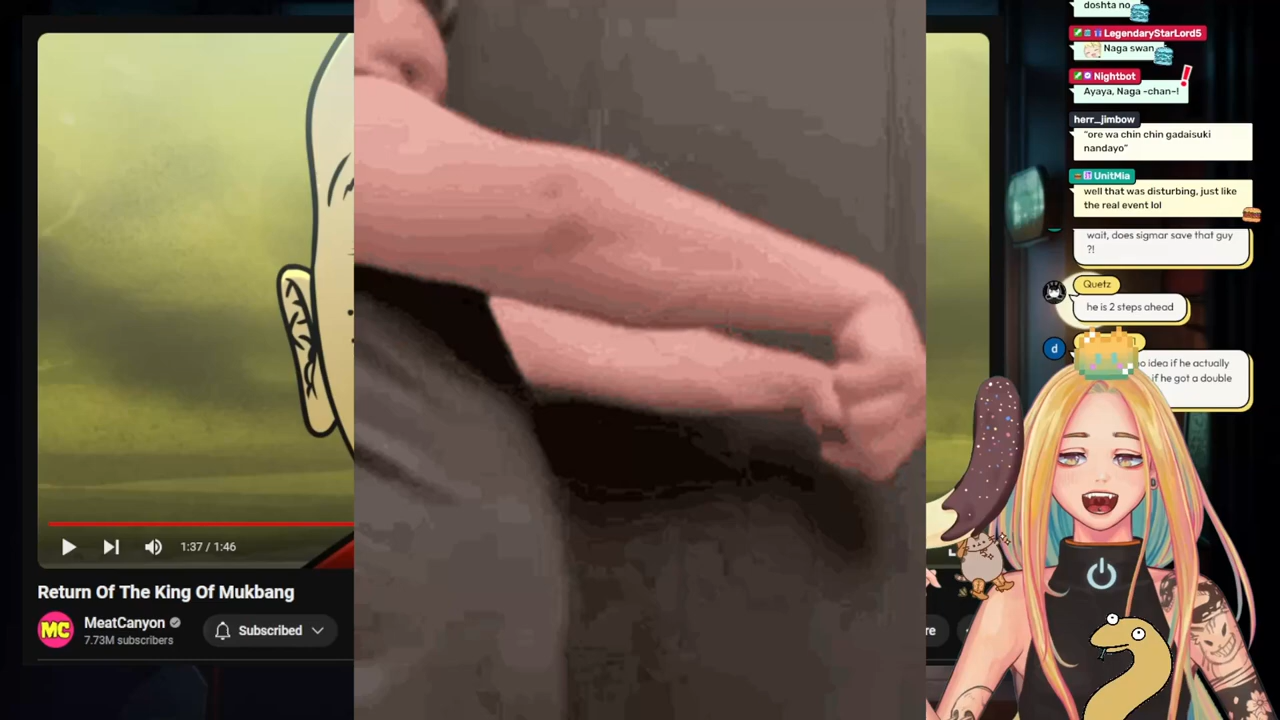 doshta no
LegendaryStarLord5
Naga swan
Nightbot
Ayaya, Naga -chan~!
herr_jimbow
"ore wa chin chin gadaisuki
nandayo"
UnitMia
well that was disturbing, just like
the real event lol
wait, does sigmar save that guy
?!
Quetz
he is 2 steps ahead
d
o idea if he actually
if he got a double
1:37 / 1:46
Return Of The King Of Mukbang
MC
MeatCanyon
7.73M subscribers
Subscribed
re